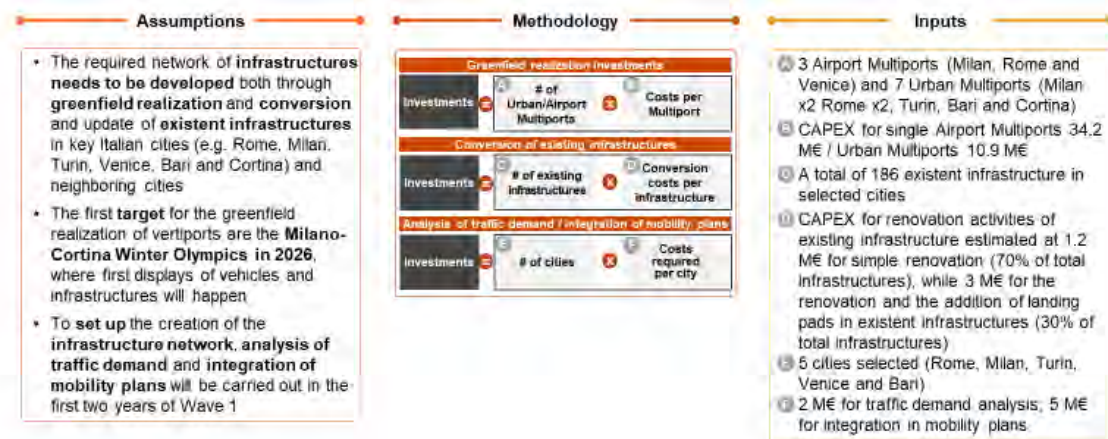 Assumptions
• The required network of infrastructures
needs to be developed both through
greenfield realization and conversion
and update of existent infrastructures
in key Italian cities (e.g. Rome, Milan,
Turin, Venice, Bari and Cortina) and
neighboring cities
• The first target for the greenfield
realization of vertiports are the Milano-
Cortina Winter Olympics in 2026,
where first displays of vehicles and
infrastructures will happen
• To set up the creation of the
infrastructure network, analysis of
traffic demand and integration of
mobility plans will be carried out in the
first two years of Wave 1
Methodology
Greenfield realization investments
Investments = A # of Urban/Airport Multiports x B Costs per Multiport
Conversion of existing infrastructures
Investments = C # of existing infrastructures x D Conversion costs per infrastructure
Analysis of traffic demand / integration of mobility plans
Investments = E # of cities x F Costs required per city
Inputs
A 3 Airport Multiports (Milan, Rome and
Venice) and 7 Urban Multiports (Milan
x2 Rome x2, Turin, Bari and Cortina)
B CAPEX for single Airport Multiports 34.2
M€ / Urban Multiports 10.9 M€
C A total of 186 existent infrastructure in
selected cities
D CAPEX for renovation activities of
existing infrastructure estimated at 1.2
M€ for simple renovation (70% of total
infrastructures), while 3 M€ for the
renovation and the addition of landing
pads in existent infrastructures (30% of
total infrastructures)
E 5 cities selected (Rome, Milan, Turin,
Venice and Bari)
F 2 M€ for traffic demand analysis, 5 M€
for integration in mobility plans